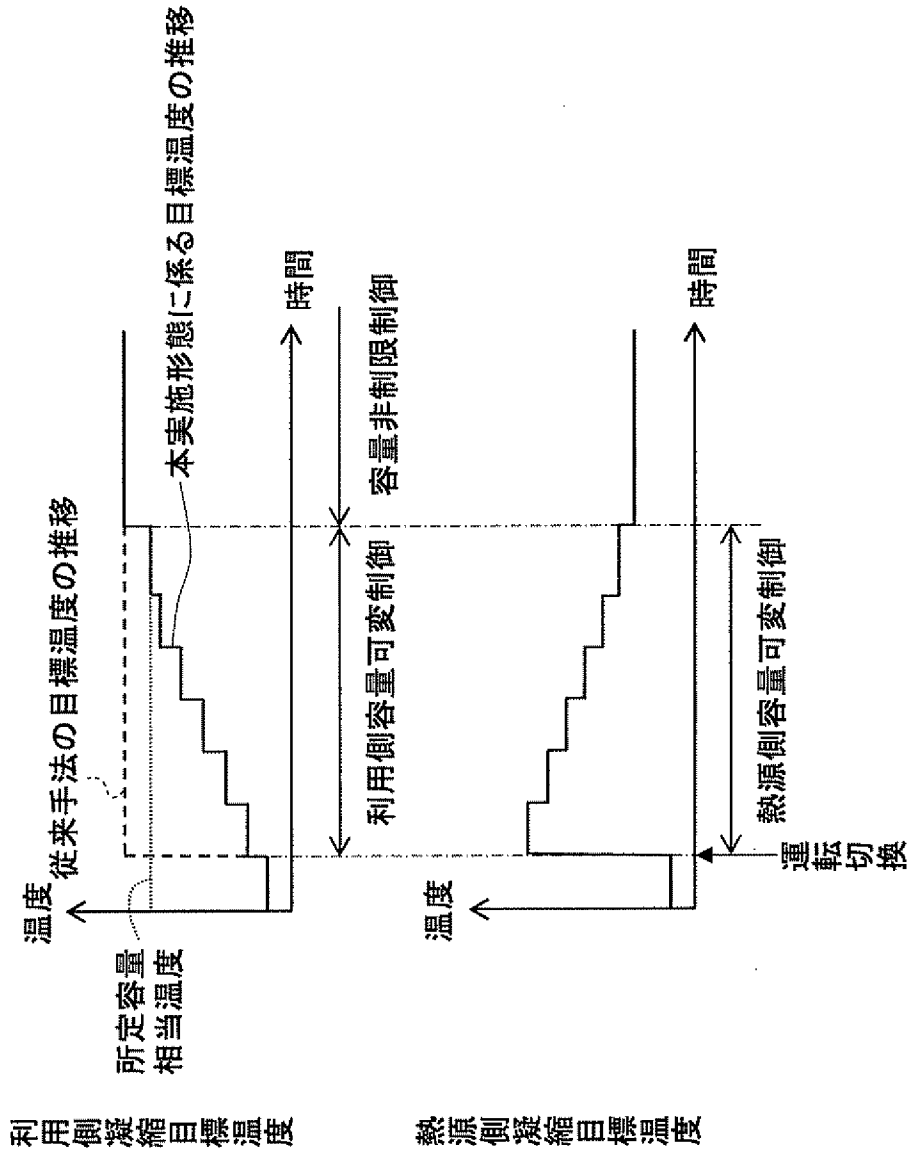 利用側凝縮目標温度
温度
所定容量
相当温度
従来手法の目標温度の推移
本実施形態に係る目標温度の推移
時間
利用側容量可変制御
容量非制限制御
熱源側凝縮目標温度
温度
時間
熱源側容量可変制御
運転切換